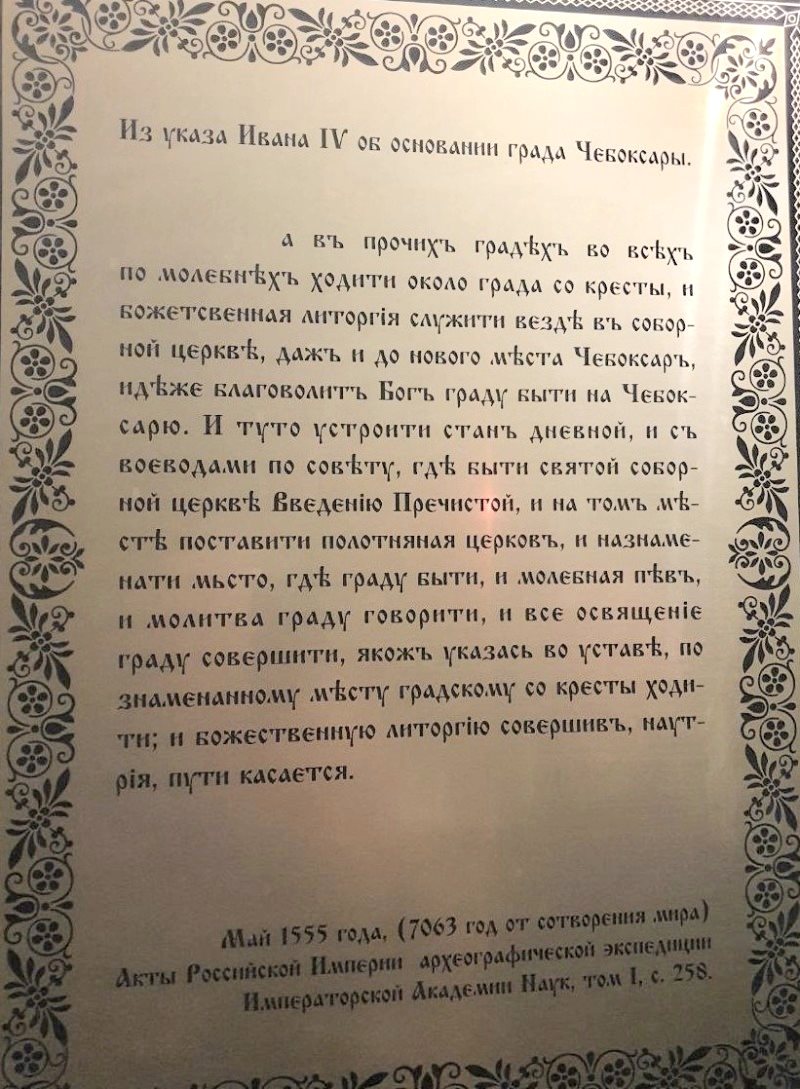 Из указа Ивана IV об основании града Чебоксары.
а въ прочихъ градѣхъ во всѣхъ
по молебнѣхъ ходити около града со кресты, и
божетсвенная литоргія служити вездѣ въ собор-
ной церквѣ, дажъ и до нового мѣста Чебоксаръ,
идѣже благоволитъ Богъ граду быти на Чебок-
сарю. И туто устроити станъ дневной, и съ
воеводами по совѣту, гдѣ быти святой собор-
ной церквѣ Введенію Пречистой, и на томъ мѣ-
стѣ поставити полотняная церковъ, и назнаме-
нати мьсто, гдѣ граду быти, и молебная пѣвъ,
и молитва граду говорити, и все освященіе
граду совершити, якожъ указась во уставѣ, по
знаменанному мѣсту градскому со кресты ходи-
ти; и божественную литоргію совершивъ, наут-
рія, пути касается.
Май 1555 года, (7063 год от сотворения мира)
Акты Российской Империи археографической экспедиции
Императорской Академии Наук, том I, с. 258.